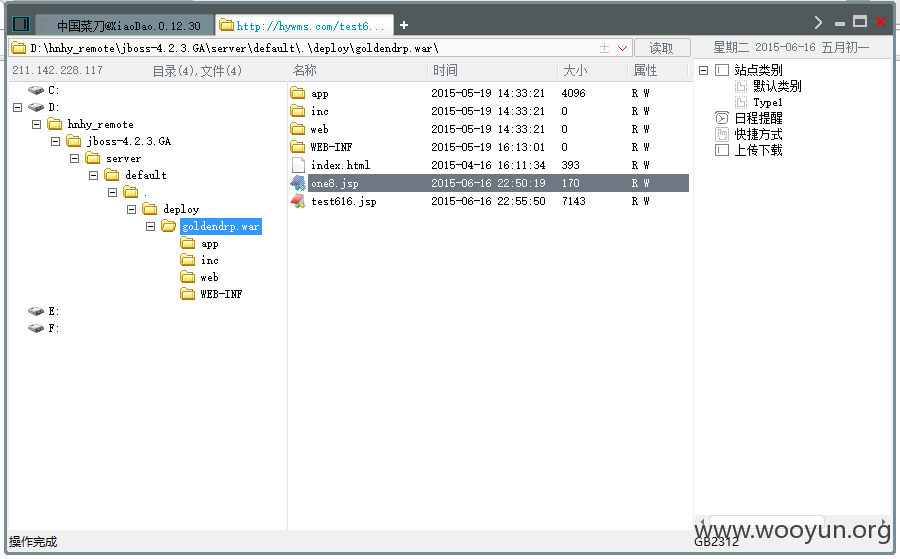 中国菜刀@XiaoDao.0.12.30 http://hywms.com/test6... +
D:\hnhy_remote\jboss-4.2.3.GA\server\default\.\deploy\goldendrp.war\ 读取 星期二 2015-06-16 五月初一
211.142.228.117 目录(4),文件(4) 名称 时间 大小 属性
C:
D:
hnhy_remote
jboss-4.2.3.GA
server
default
.
deploy
goldendrp.war
app
inc
web
WEB-INF
E:
F:
app 2015-05-19 14:33:21 4096 R W
inc 2015-05-19 14:33:21 0 R W
web 2015-05-19 14:33:21 0 R W
WEB-INF 2015-05-19 16:13:01 0 R W
index.html 2015-04-16 16:11:34 393 R W
one8.jsp 2015-06-16 22:50:19 170 R W
test616.jsp 2015-06-16 22:55:50 7143 R W
站点类别
默认类别
Type1
日程提醒
快捷方式
上传下载
www.wooyun.org
操作完成 GB2312